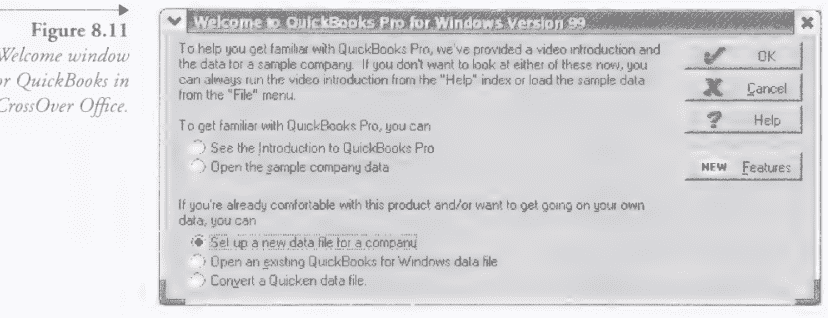 Figure 8.11
Welcome window
or QuickBooks in
CrossOver Office.
Welcome to QuickBooks Pro for Windows Version 99
To help you get familiar with QuickBooks Pro, we've provided a video introduction and
the data for a sample company. If you don't want to look at either of these now, you
can always run the video introduction from the "Help" index or load the sample data
from the "File" menu.
To get familiar with QuickBooks Pro, you can
See the Introduction to QuickBooks Pro
Open the sample company data
If you're already comfortable with this product and/or want to get going on your own
data, you can
Set up a new data file for a company
Open an existing QuickBooks for Windows data file
Convert a Quicken data file.
OK
Cancel
Help
NEW Features